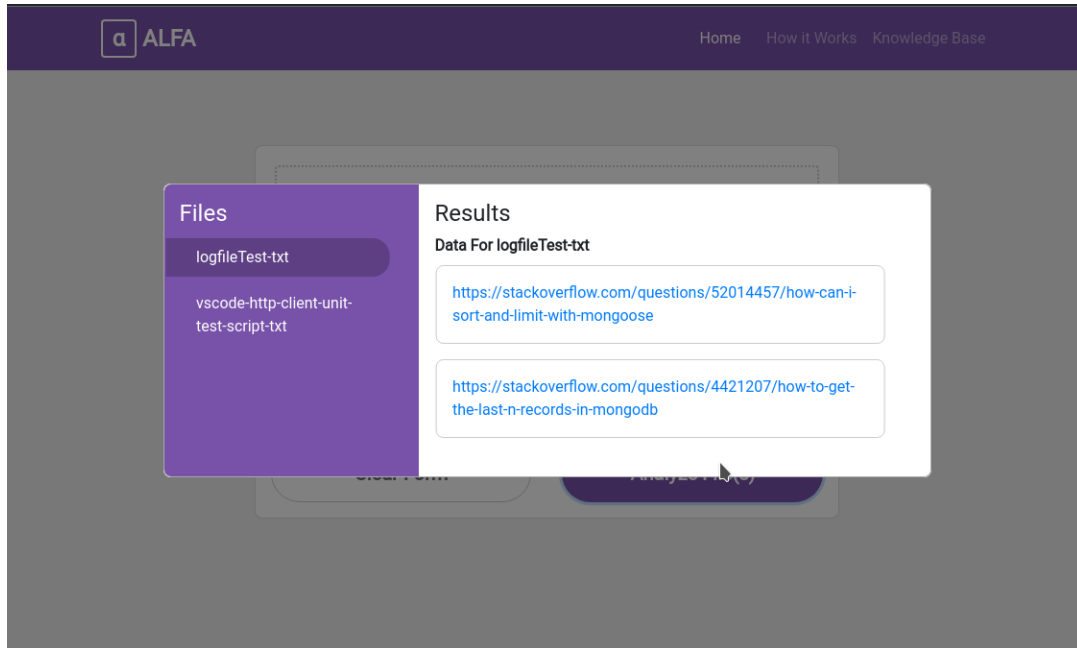 α ALFA
Home How it Works Knowledge Base
Files
logfileTest-txt
vscode-http-client-unit-
test-script-txt
Results
Data For logfileTest-txt
https://stackoverflow.com/questions/52014457/how-can-i-
sort-and-limit-with-mongoose
https://stackoverflow.com/questions/4421207/how-to-get-
the-last-n-records-in-mongodb
Clear Form